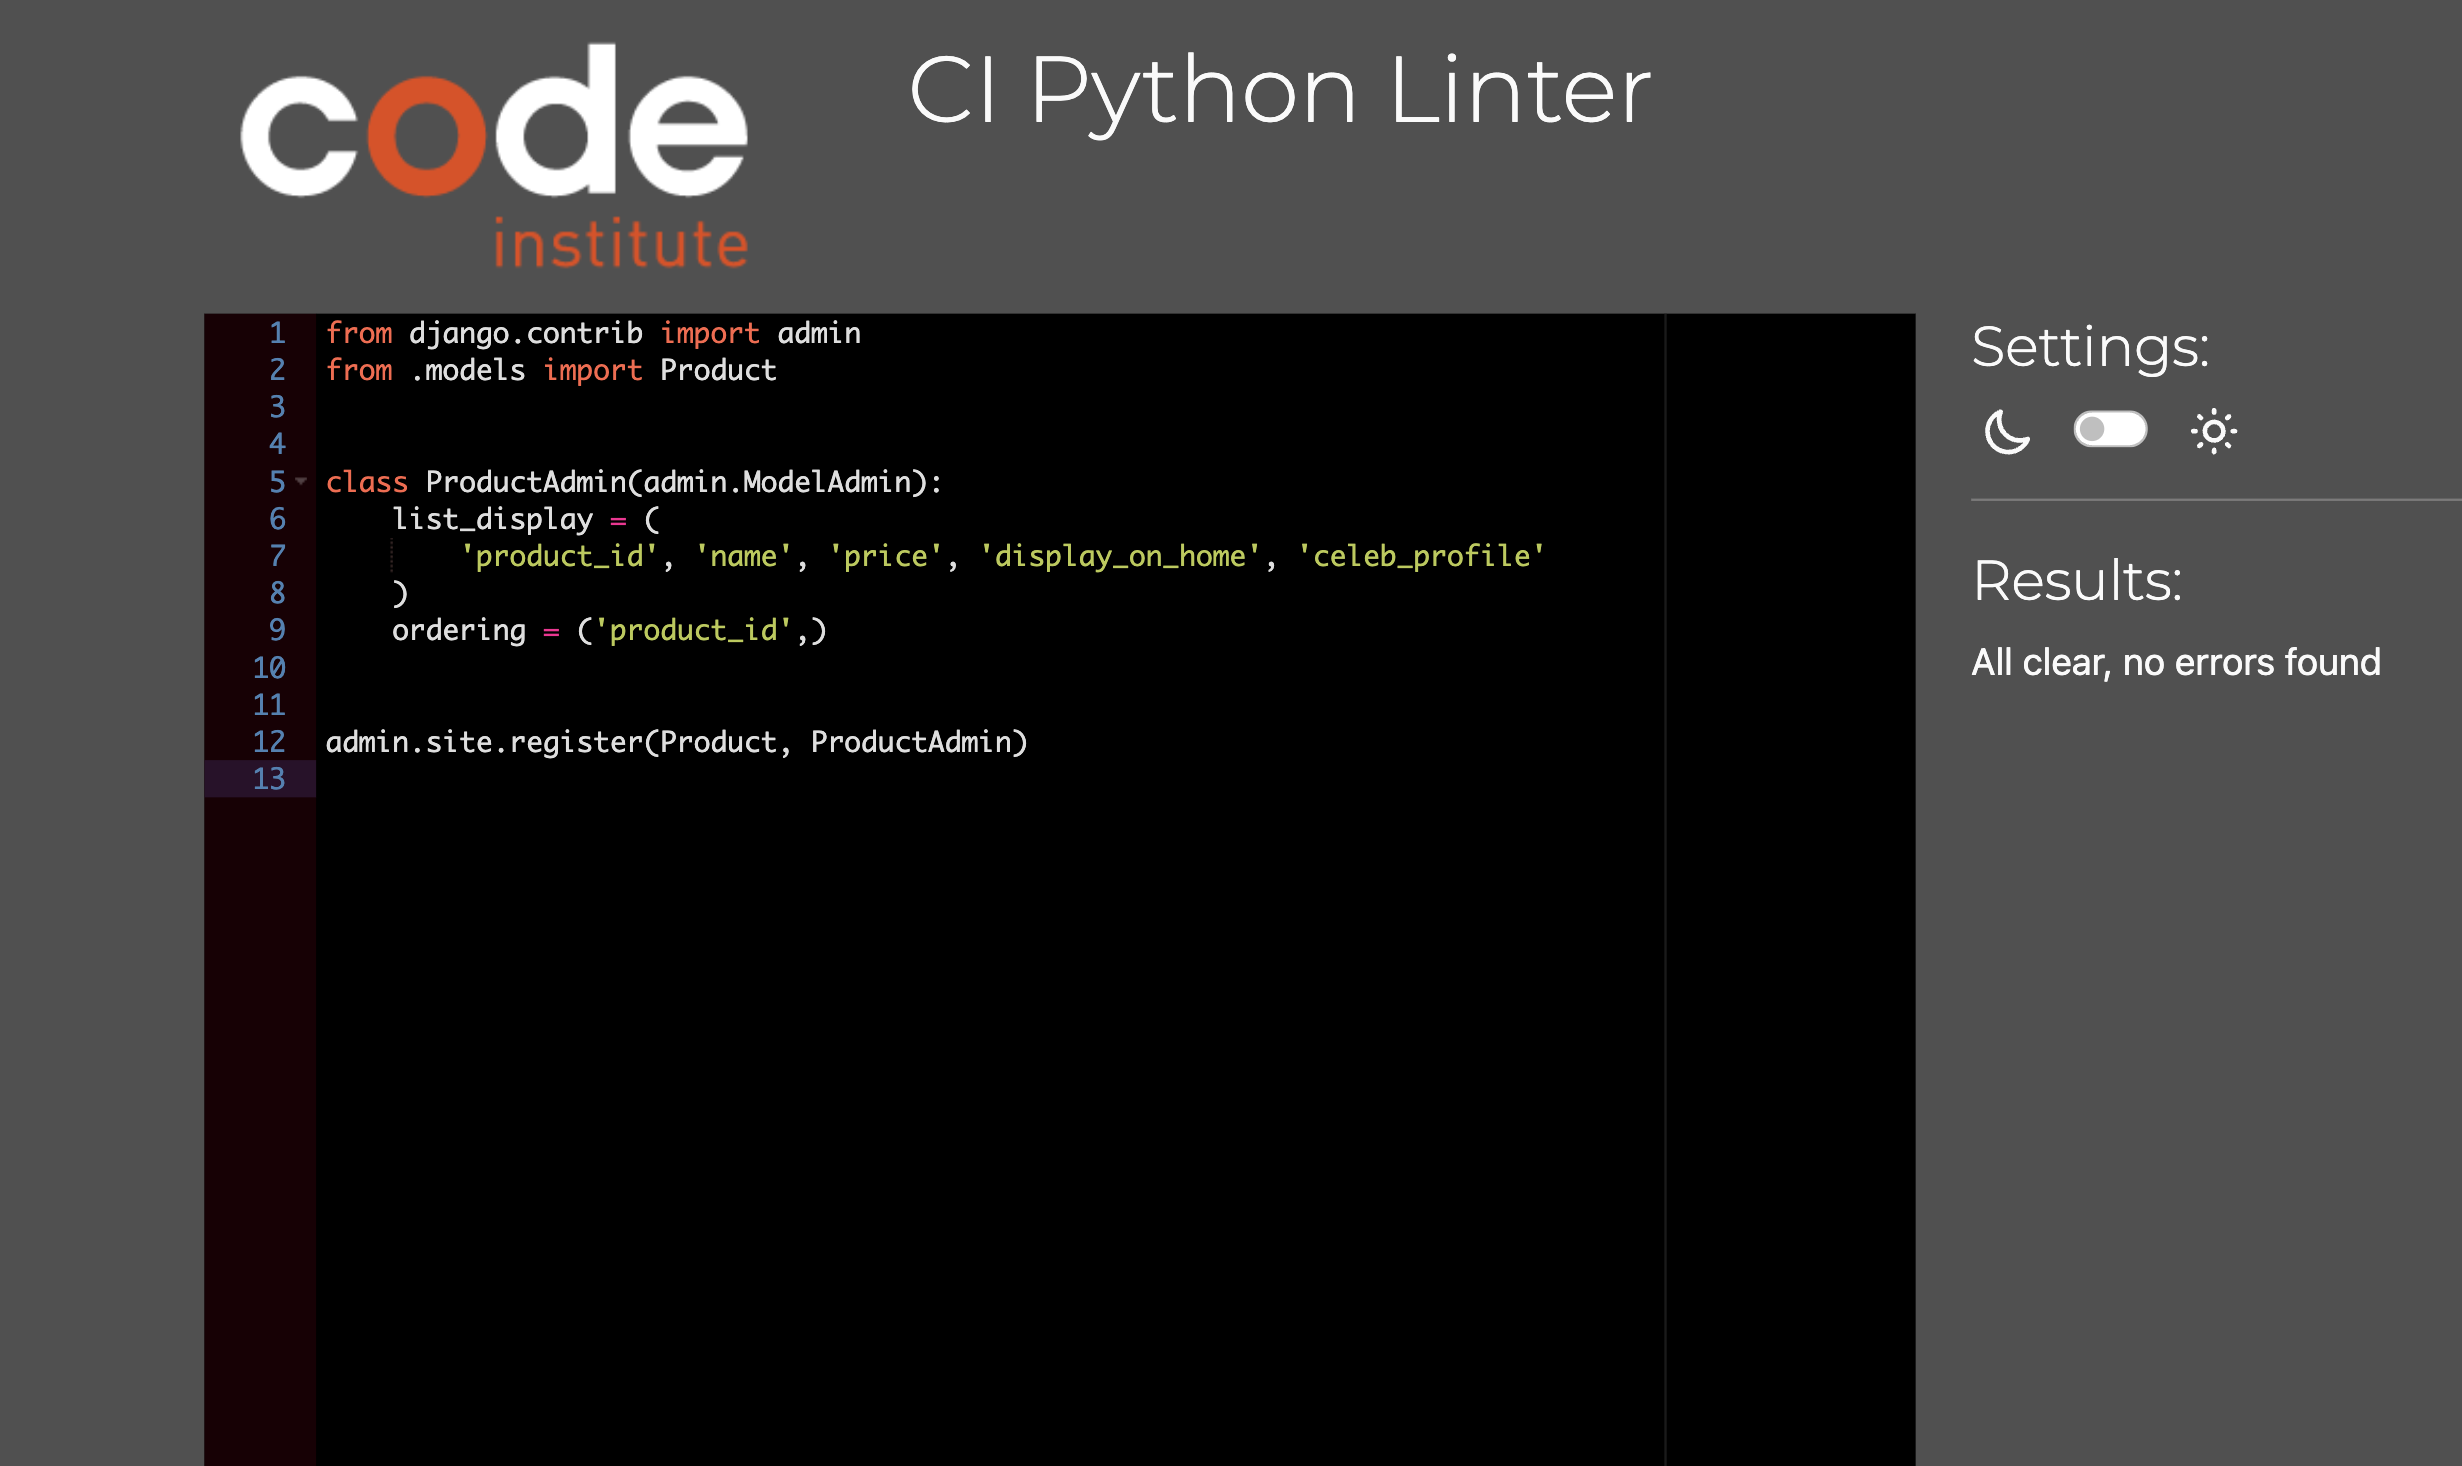 code
institute
CI Python Linter
1 from django.contrib import admin
2 from .models import Product
3
4
5 class ProductAdmin(admin.ModelAdmin):
6     list_display = (
7         'product_id', 'name', 'price', 'display_on_home', 'celeb_profile'
8     )
9     ordering = ('product_id',)
10
11
12 admin.site.register(Product, ProductAdmin)
13
Settings:
Results:
All clear, no errors found